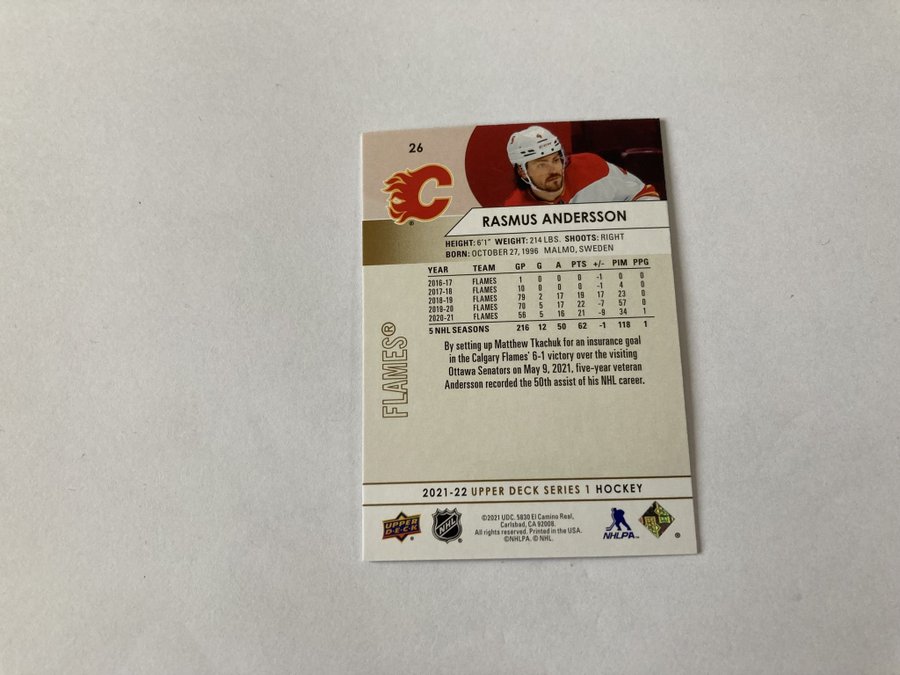 26
C
®
RASMUS ANDERSSON
HEIGHT: 6'1" WEIGHT: 214 LBS. SHOOTS: RIGHT
BORN: OCTOBER 27, 1996 MALMO, SWEDEN
YEAR TEAM GP G A PTS +/- PIM PPG
2016-17 FLAMES 1 0 0 0 -1 0 0
2017-18 FLAMES 10 0 0 0 -1 4 0
2018-19 FLAMES 79 2 17 19 17 23 0
2019-20 FLAMES 70 5 17 22 -7 57 0
2020-21 FLAMES 56 5 16 21 -9 34 1
5 NHL SEASONS 216 12 50 62 -1 118 1
By setting up Matthew Tkachuk for an insurance goal
in the Calgary Flames' 6-1 victory over the visiting
Ottawa Senators on May 9, 2021, five-year veteran
Andersson recorded the 50th assist of his NHL career.
FLAMES®
2021-22 UPPER DECK SERIES 1 HOCKEY
UPPER DECK
NHL
©2021 UDC. 5830 El Camino Real,
Carlsbad, CA 92008.
All rights reserved. Printed in the USA.
©NHLPA. © NHL.
NHLPA
®